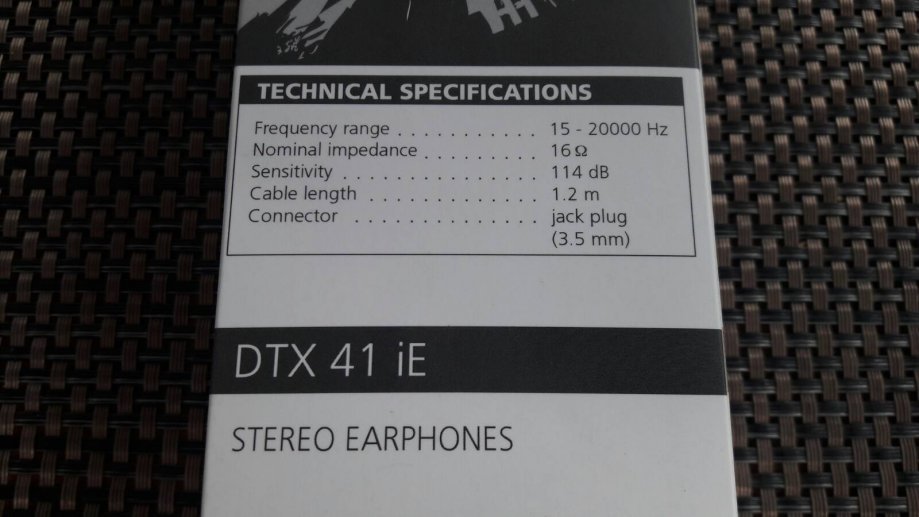 TECHNICAL SPECIFICATIONS
Frequency range . . . . . . . . . . . 15 - 20000 Hz
Nominal impedance . . . . . . . . . 16 Ω
Sensitivity . . . . . . . . . . . . . . . . 114 dB
Cable length . . . . . . . . . . . . . . 1.2 m
Connector . . . . . . . . . . . . . . . jack plug
(3.5 mm)
DTX 41 iE
STEREO EARPHONES